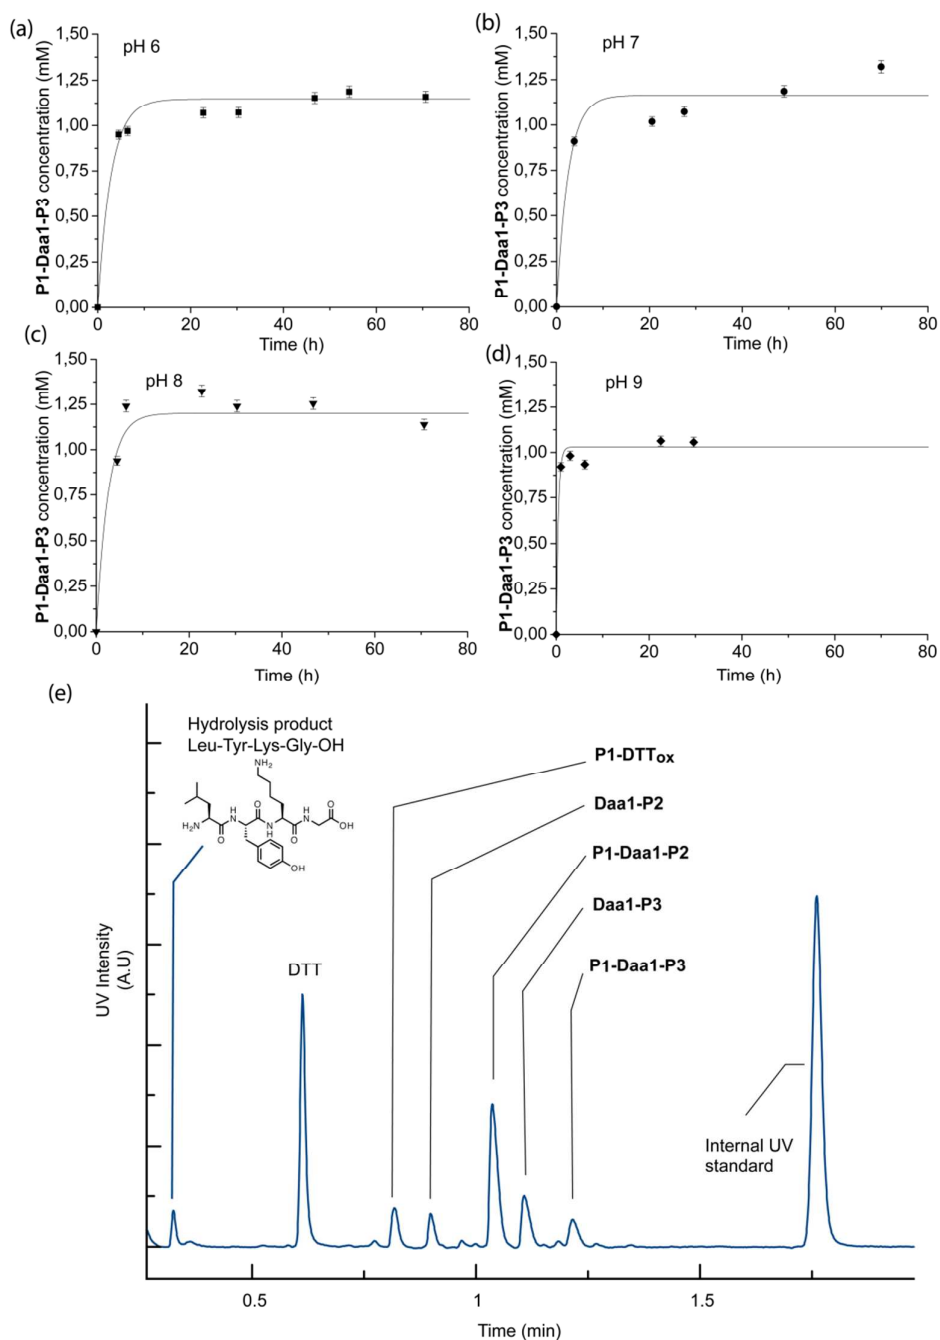 (a)
pH 6
P1-Daa1-P3 concentration (mM)
1,50
1,25
1,00
0,75
0,50
0,25
0,00
0 20 40 60 80
Time (h)
(b)
pH 7
P1-Daa1-P3 concentration (mM)
1,50
1,25
1,00
0,75
0,50
0,25
0,00
0 20 40 60 80
Time (h)
(c)
pH 8
P1-Daa1-P3 concentration (mM)
1,50
1,25
1,00
0,75
0,50
0,25
0,00
0 20 40 60 80
Time (h)
(d)
pH 9
P1-Daa1-P3 concentration (mM)
1,50
1,25
1,00
0,75
0,50
0,25
0,00
0 20 40 60 80
Time (h)
(e)
Hydrolysis product
Leu-Tyr-Lys-Gly-OH
NH2
O
H
N
O
H
N
O
H2N
O
N
H
O
OH
OH
P1-DTTox
Daa1-P2
P1-Daa1-P2
Daa1-P3
P1-Daa1-P3
DTT
Internal UV
standard
UV Intensity
(A.U)
0.5 1 1.5
Time (min)